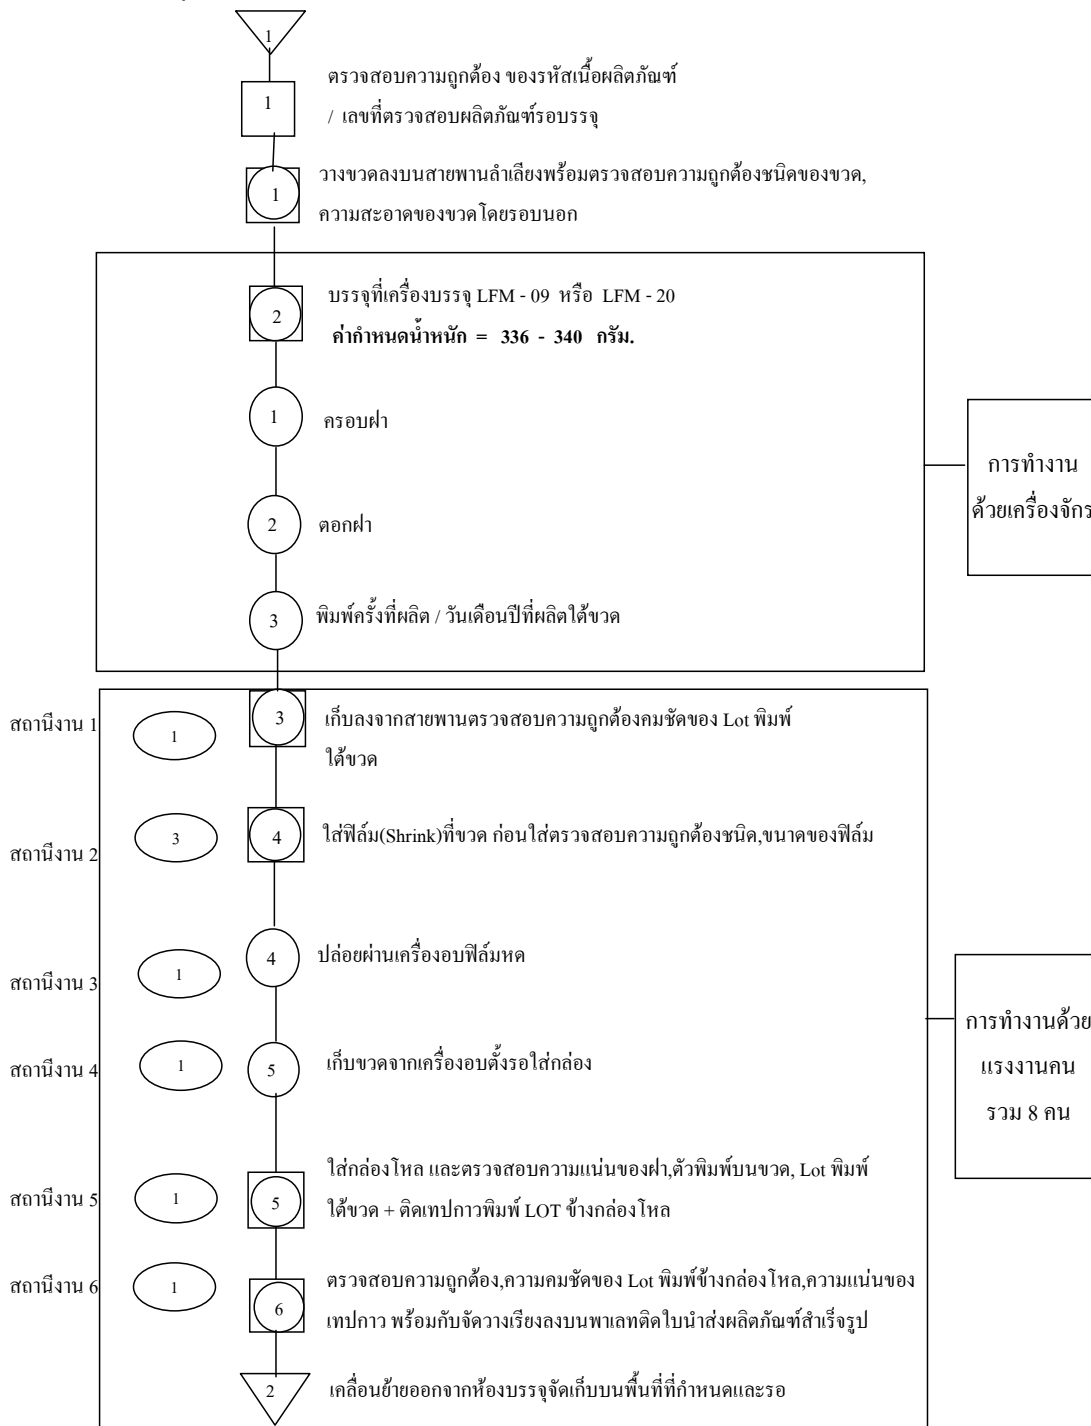 1
ตรวจสอบความถูกต้อง ของรหัสเนื้อผลิตภัณฑ์
1
/ เลขที่ตรวจสอบผลิตภัณฑ์รอบรรจุ
วางขวดลงบนสายพานลำเลียงพร้อมตรวจสอบความถูกต้องชนิดของขวด,
1
ความสะอาดของขวดโดยรอบนอก
บรรจุที่เครื่องบรรจุ LFM - 09 หรือ LFM - 20
2
ค่ากำหนดน้ำหนัก = 336 - 340 กรัม.
1
ครอบฝา
การทำงาน
ด้วยเครื่องจักร
2
ตอกฝา
3
พิมพ์ครั้งที่ผลิต / วันเดือนปีที่ผลิตใต้ขวด
สถานีงาน 1
1
3
เก็บลงจากสายพานตรวจสอบความถูกต้องคมชัดของ Lot พิมพ์
ใต้ขวด
สถานีงาน 2
3
4
ใส่ฟิล์ม(Shrink)ที่ขวด ก่อนใส่ตรวจสอบความถูกต้องชนิด,ขนาดของฟิล์ม
สถานีงาน 3
1
4
ปล่อยผ่านเครื่องอบฟิล์มหด
การทำงานด้วย
แรงงานคน
รวม 8 คน
สถานีงาน 4
1
5
เก็บขวดจากเครื่องอบตั้งรอใส่กล่อง
สถานีงาน 5
1
5
ใส่กล่องโหล และตรวจสอบความแน่นของฝา,ตัวพิมพ์บนขวด, Lot พิมพ์
ใต้ขวด + ติดเทปกาวพิมพ์ LOT ข้างกล่องโหล
สถานีงาน 6
1
6
ตรวจสอบความถูกต้อง,ความคมชัดของ Lot พิมพ์ข้างกล่องโหล,ความแน่นของ
เทปกาว พร้อมกับจัดวางเรียงลงบนพาเลทติดใบนำส่งผลิตภัณฑ์สำเร็จรูป
2
เคลื่อนย้ายออกจากห้องบรรจุจัดเก็บบนพื้นที่ที่กำหนดและรอ